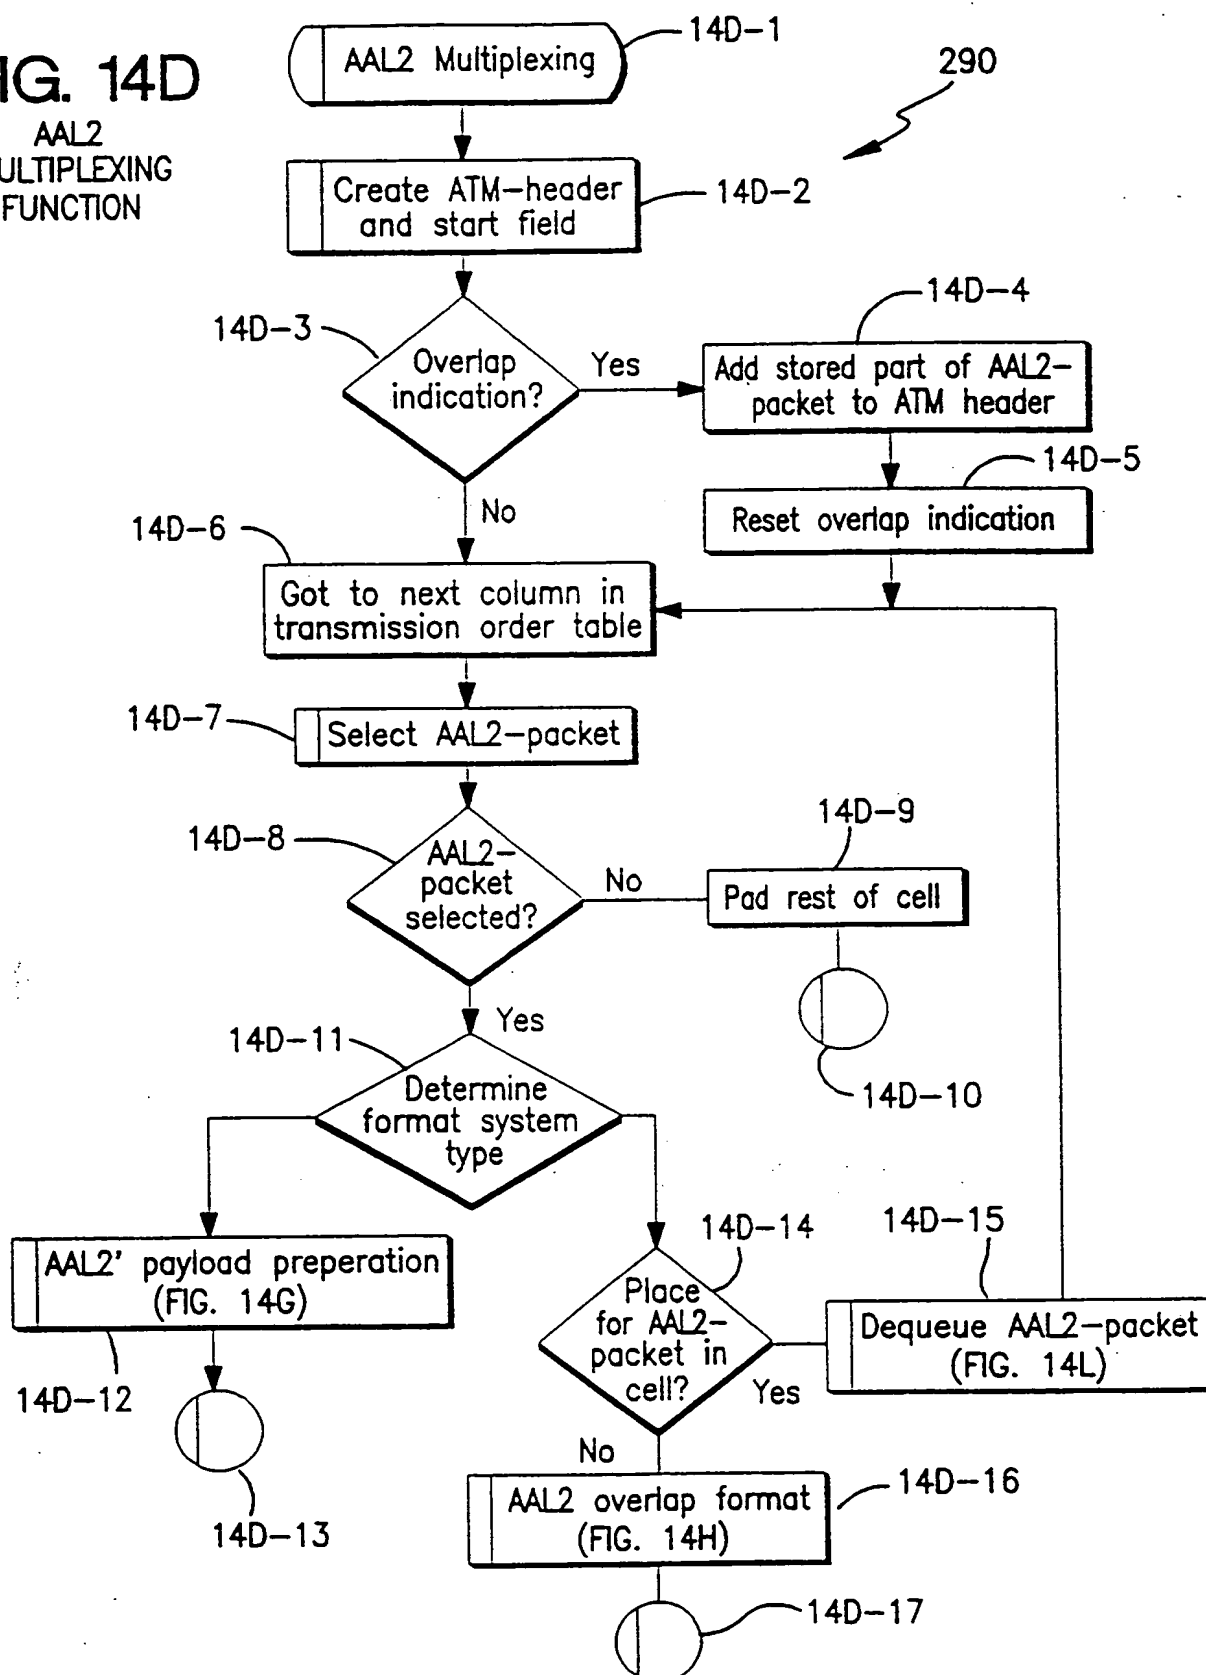 IG. 14D
AAL2
ULTIPLEXING
FUNCTION
AAL2 Multiplexing
14D-1
290
Create ATM-header
and start field
14D-2
14D-3
Overlap
indication?
Yes
No
14D-4
Add stored part of AAL2-
packet to ATM header
14D-5
Reset overlap indication
14D-6
Got to next column in
transmission order table
14D-7
Select AAL2-packet
14D-8
AAL2-
packet
selected?
No
Yes
14D-9
Pad rest of cell
14D-10
14D-11
Determine
format system
type
AAL2' payload preperation
(FIG. 14G)
14D-12
14D-13
14D-14
Place
for AAL2-
packet in
cell?
Yes
No
14D-15
Dequeue AAL2-packet
(FIG. 14L)
AAL2 overlap format
(FIG. 14H)
14D-16
14D-17